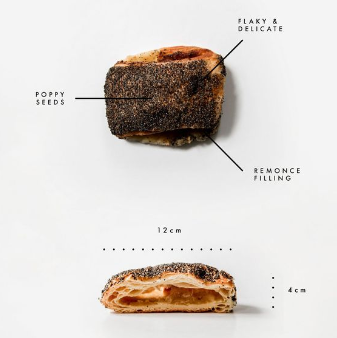 FLAKY &
DELICATE
POPPY
SEEDS
REMONCE
FILLING
12cm
4cm